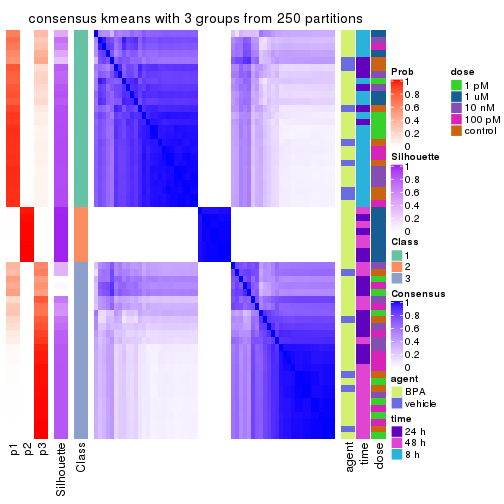 consensus kmeans with 3 groups from 250 partitions
Prob
1
0.8
0.6
0.4
0.2
0
Silhouette
1
0.8
0.6
0.4
0.2
0
Class
1
2
3
Consensus
1
0.8
0.6
0.4
0.2
0
agent
BPA
vehicle
time
24 h
48 h
8 h
dose
1 pM
1 uM
10 nM
100 pM
control
p1
p2
p3
Silhouette
Class
agent
time
dose